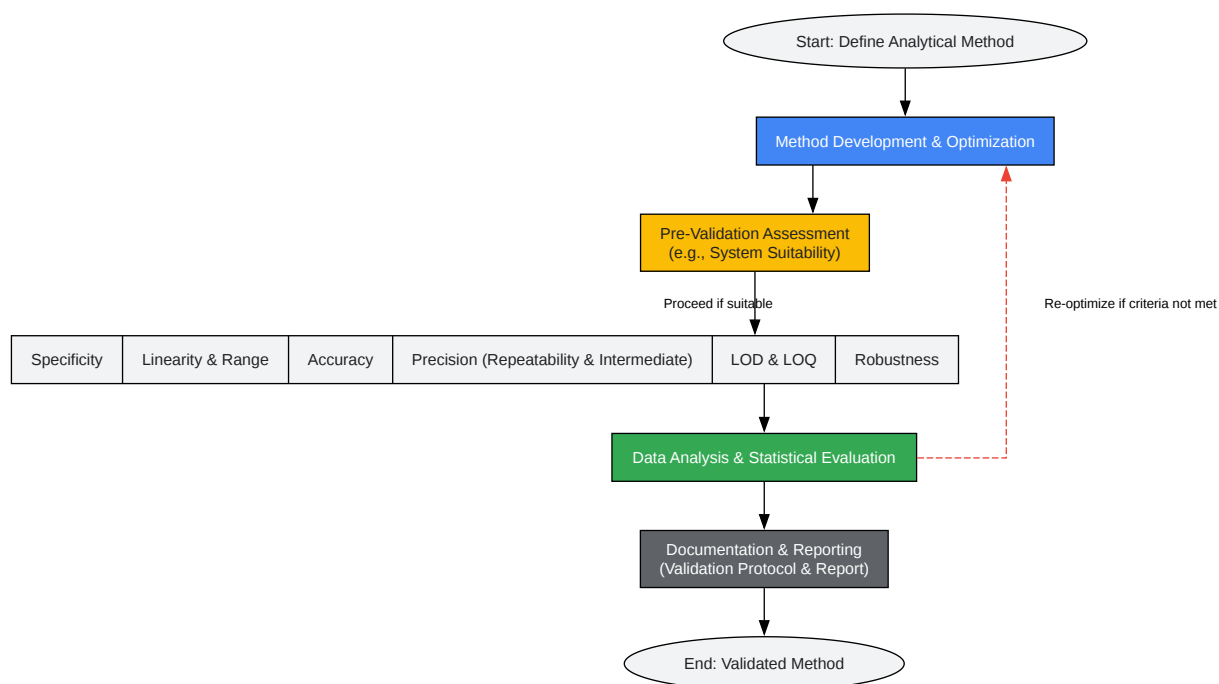 Start: Define Analytical Method
Method Development & Optimization
Pre-Validation Assessment
(e.g., System Suitability)
Proceed if suitable
Re-optimize if criteria not met
Specificity
Linearity & Range
Accuracy
Precision (Repeatability & Intermediate)
LOD & LOQ
Robustness
Data Analysis & Statistical Evaluation
Documentation & Reporting
(Validation Protocol & Report)
End: Validated Method